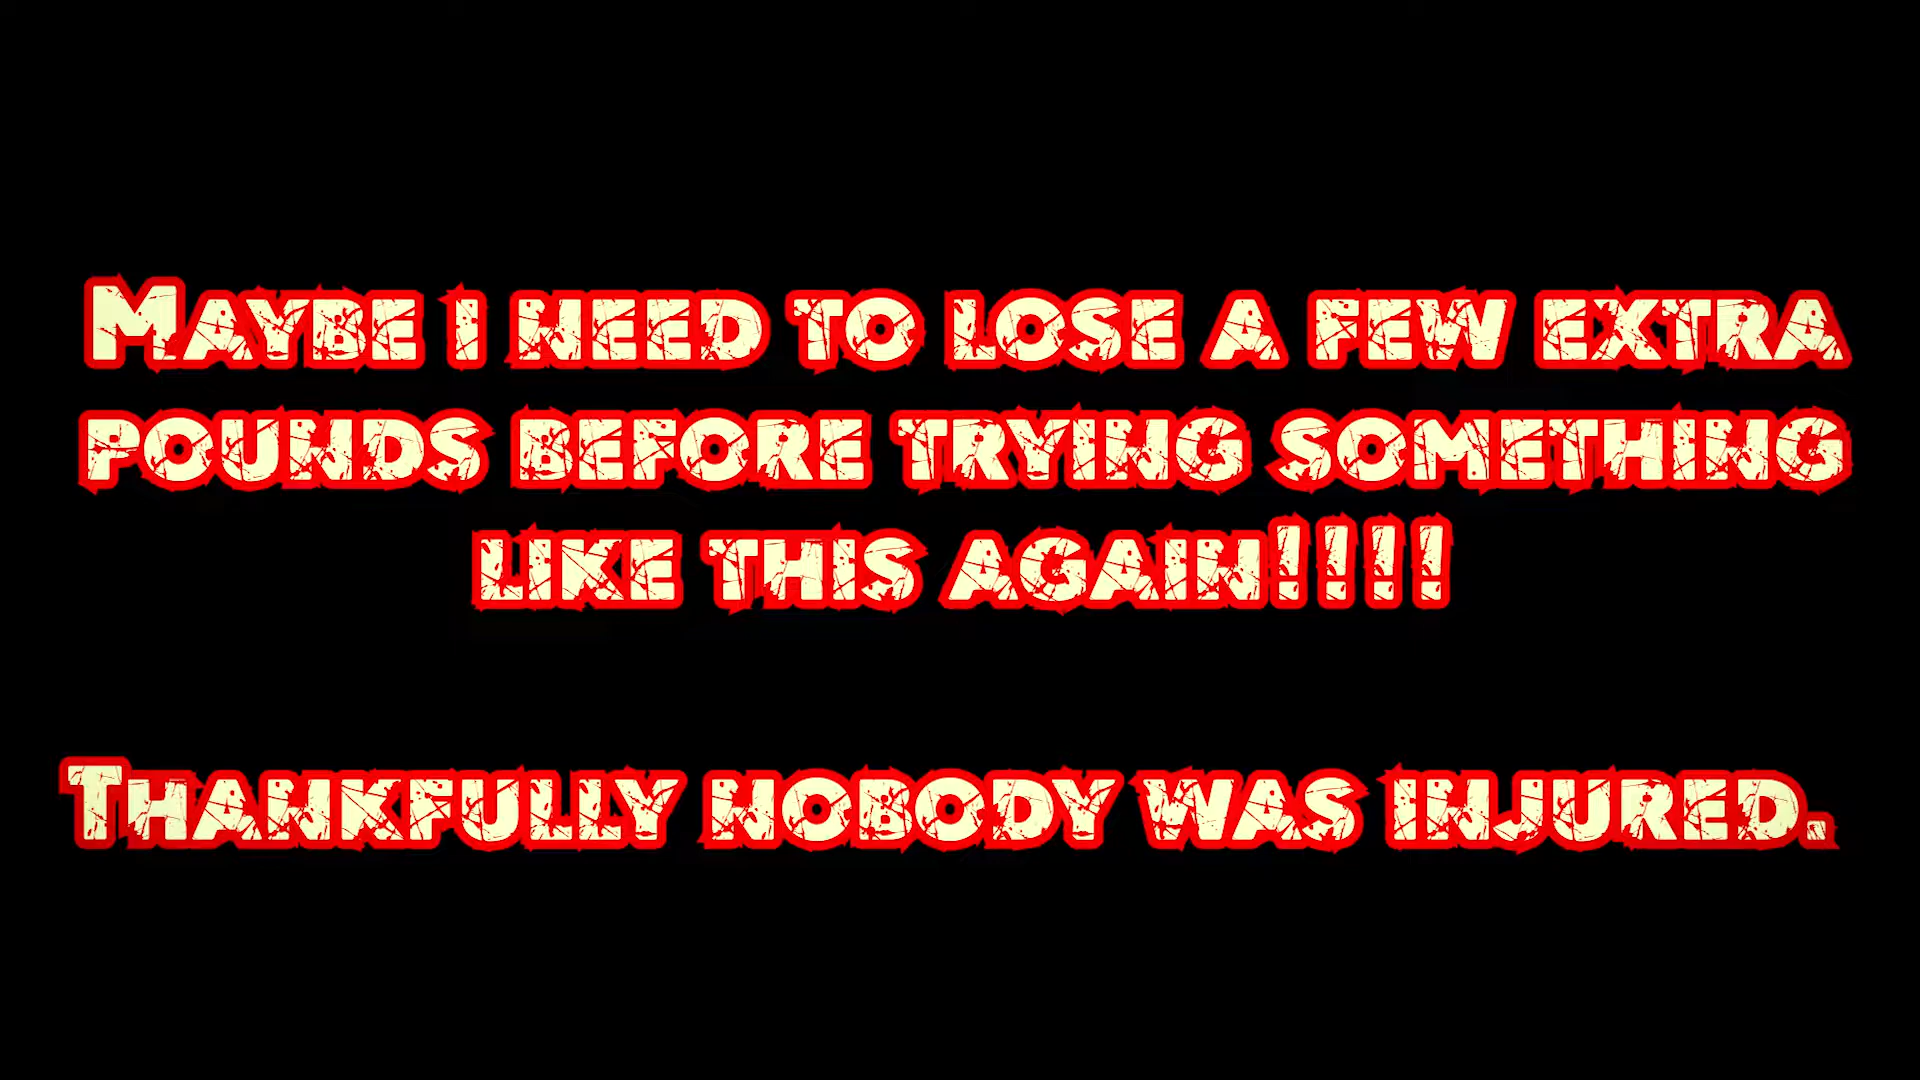 Maybe i need to lose a few extra
pounds before trying something
like this again!!!!
Thankfully nobody was injured.